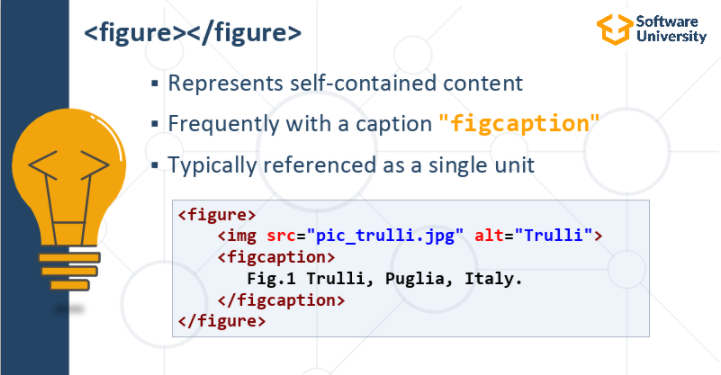 <figure></figure>
Software
University
▪ Represents self-contained content
▪ Frequently with a caption "figcaption"
▪ Typically referenced as a single unit
<figure>
    <img src="pic_trulli.jpg" alt="Trulli">
    <figcaption>
       Fig.1 Trulli, Puglia, Italy.
    </figcaption>
</figure>